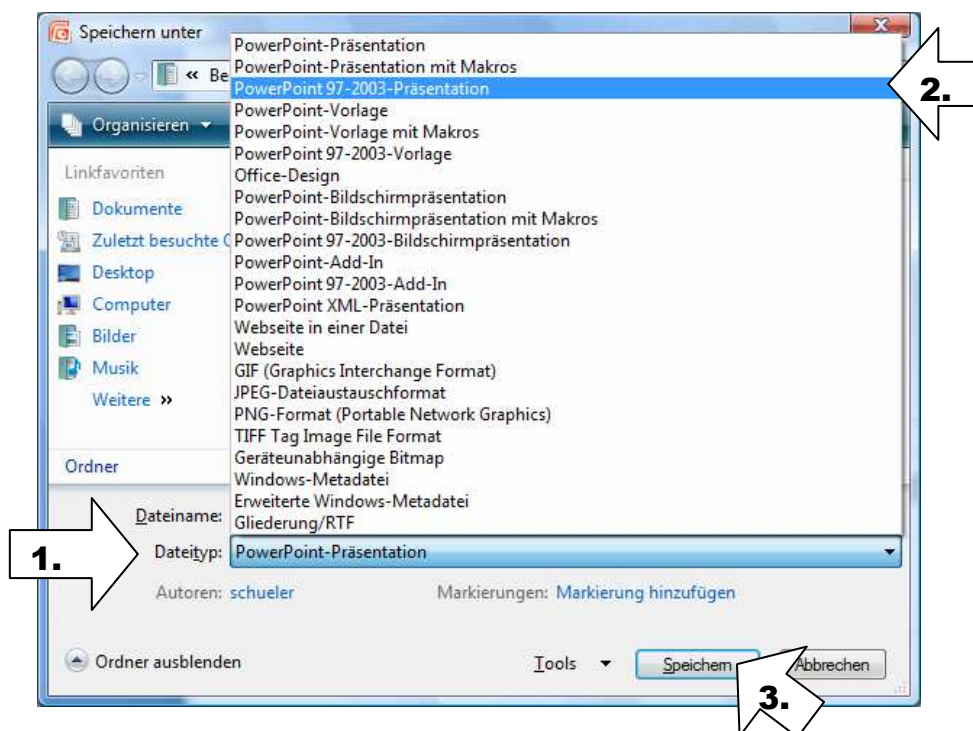 Speichern unter
« Be
PowerPoint-Präsentation
PowerPoint-Präsentation mit Makros
PowerPoint 97-2003-Präsentation
2.
Organisieren
PowerPoint-Vorlage
PowerPoint-Vorlage mit Makros
PowerPoint 97-2003-Vorlage
Linkfavoriten
Office-Design
PowerPoint-Bildschirmpräsentation
Dokumente
PowerPoint-Bildschirmpräsentation mit Makros
Zuletzt besuchte
PowerPoint 97-2003-Bildschirmpräsentation
PowerPoint-Add-In
Desktop
PowerPoint 97-2003-Add-In
Computer
PowerPoint XML-Präsentation
Webseite in einer Datei
Bilder
Webseite
GIF (Graphics Interchange Format)
Musik
JPEG-Dateiaustauschformat
Weitere »
PNG-Format (Portable Network Graphics)
TIFF Tag Image File Format
Geräteunabhängige Bitmap
Ordner
Windows-Metadatei
Erweiterte Windows-Metadatei
Gliederung/RTF
Dateiname:
1.
Dateityp: PowerPoint-Präsentation
Autoren: schueler Markierungen: Markierung hinzufügen
Ordner ausblenden Tools Speichern Abbrechen
3.